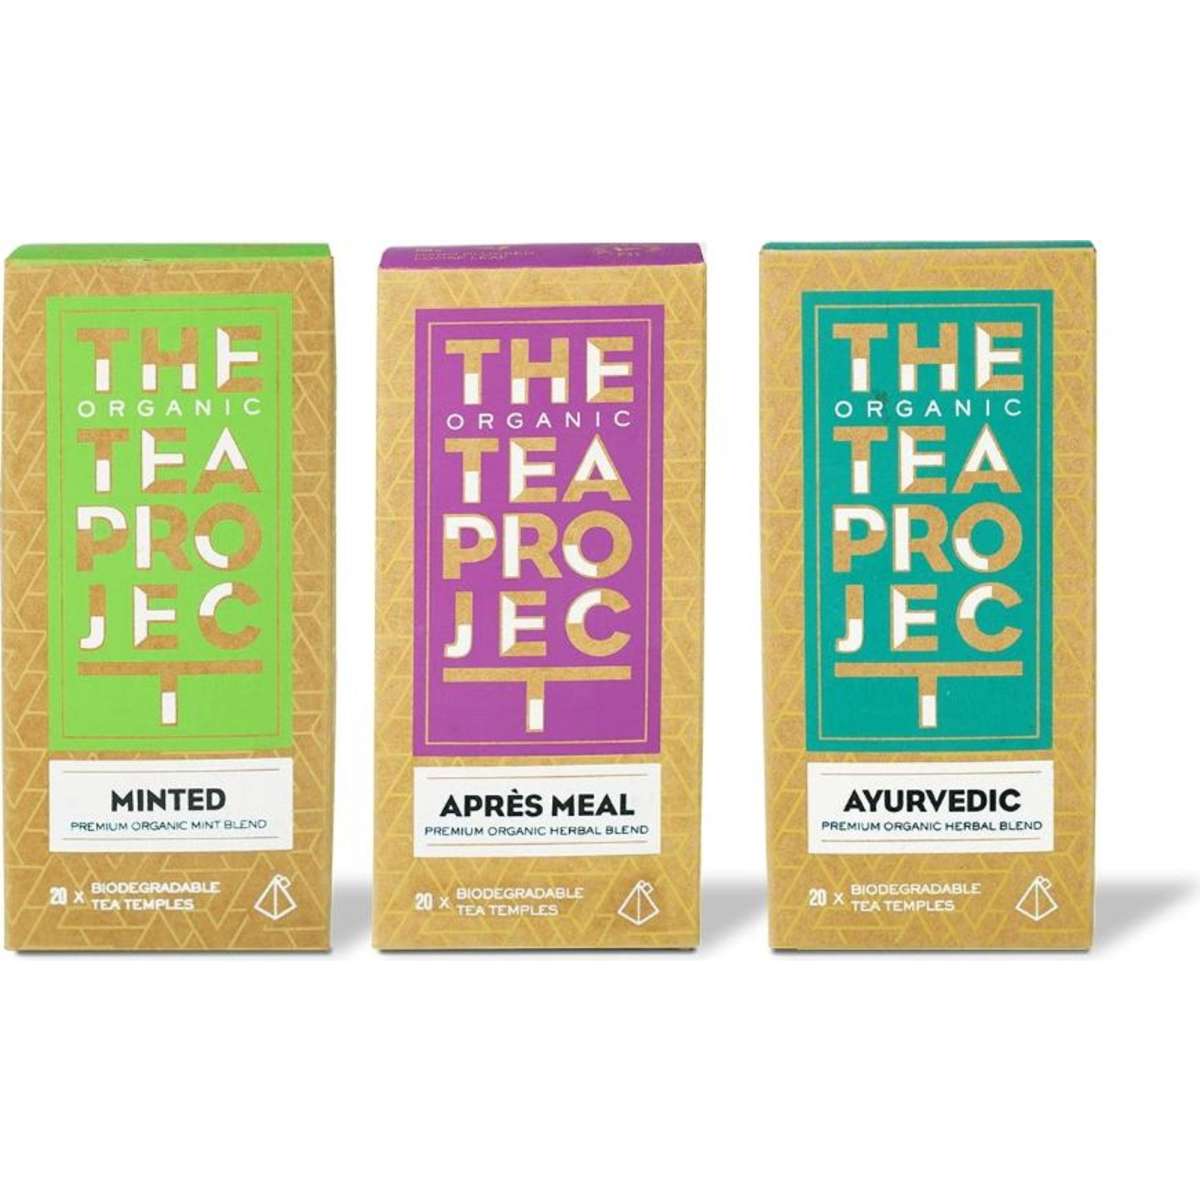 THE
ORGANIC
TEA
PRO
JEC
T
MINTED
PREMIUM ORGANIC MINT BLEND
20 x BIODEGRADABLE
TEA TEMPLES
THE
ORGANIC
TEA
PRO
JEC
T
APRÈS MEAL
PREMIUM ORGANIC HERBAL BLEND
20 x BIODEGRADABLE
TEA TEMPLES
THE
ORGANIC
TEA
PRO
JEC
T
AYURVEDIC
PREMIUM ORGANIC HERBAL BLEND
20 x BIODEGRADABLE
TEA TEMPLES